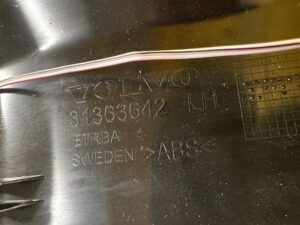 VOLVO
31363642 LH
ETRBA
SWEDEN >ABS<